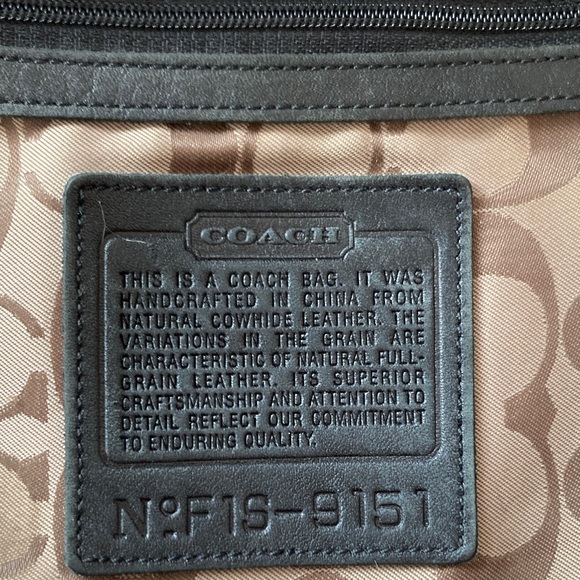 COACH
THIS IS A COACH BAG. IT WAS
HANDCRAFTED IN CHINA FROM
NATURAL COWHIDE LEATHER. THE
VARIATIONS IN THE GRAIN ARE
CHARACTERISTIC OF NATURAL FULL-
GRAIN LEATHER. ITS SUPERIOR
CRAFTSMANSHIP AND ATTENTION TO
DETAIL REFLECT OUR COMMITMENT
TO ENDURING QUALITY.
Nº F1S-9151